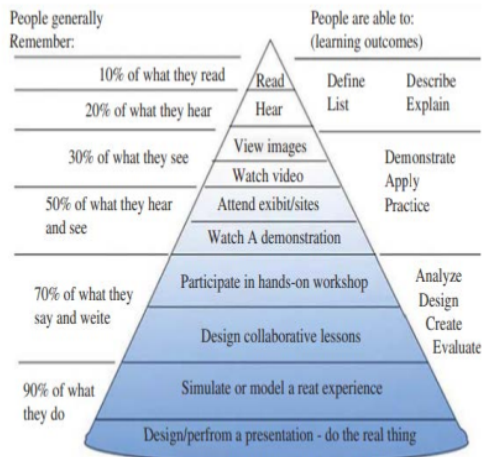 People generally
Remember:
People are able to:
(learning outcomes)
10% of what they read
Read
Define
Describe
List
Explain
20% of what they hear
Hear
30% of what they see
View images
Watch video
Demonstrate
Apply
Practice
50% of what they hear
and see
Attend exibit/sites
Watch A demonstration
70% of what they
say and weite
Participate in hands-on workshop
Design collaborative lessons
Analyze
Design
Create
Evaluate
90% of what
they do
Simulate or model a reat experience
Design/perfrom a presentation - do the real thing